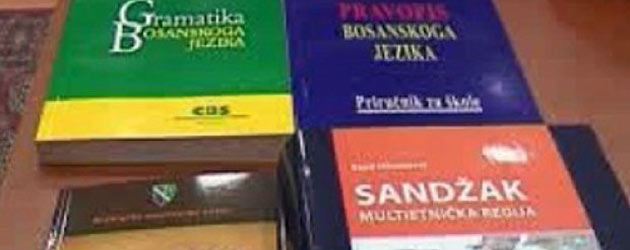 Gramatika
BOSANSKOGA
JEZIKA
CBS
PRAVOPIS
BOSANSKOGA
JEZIKA
Priručnik za škole
SANDŽAK
MULTIETNIČKA REGIJA